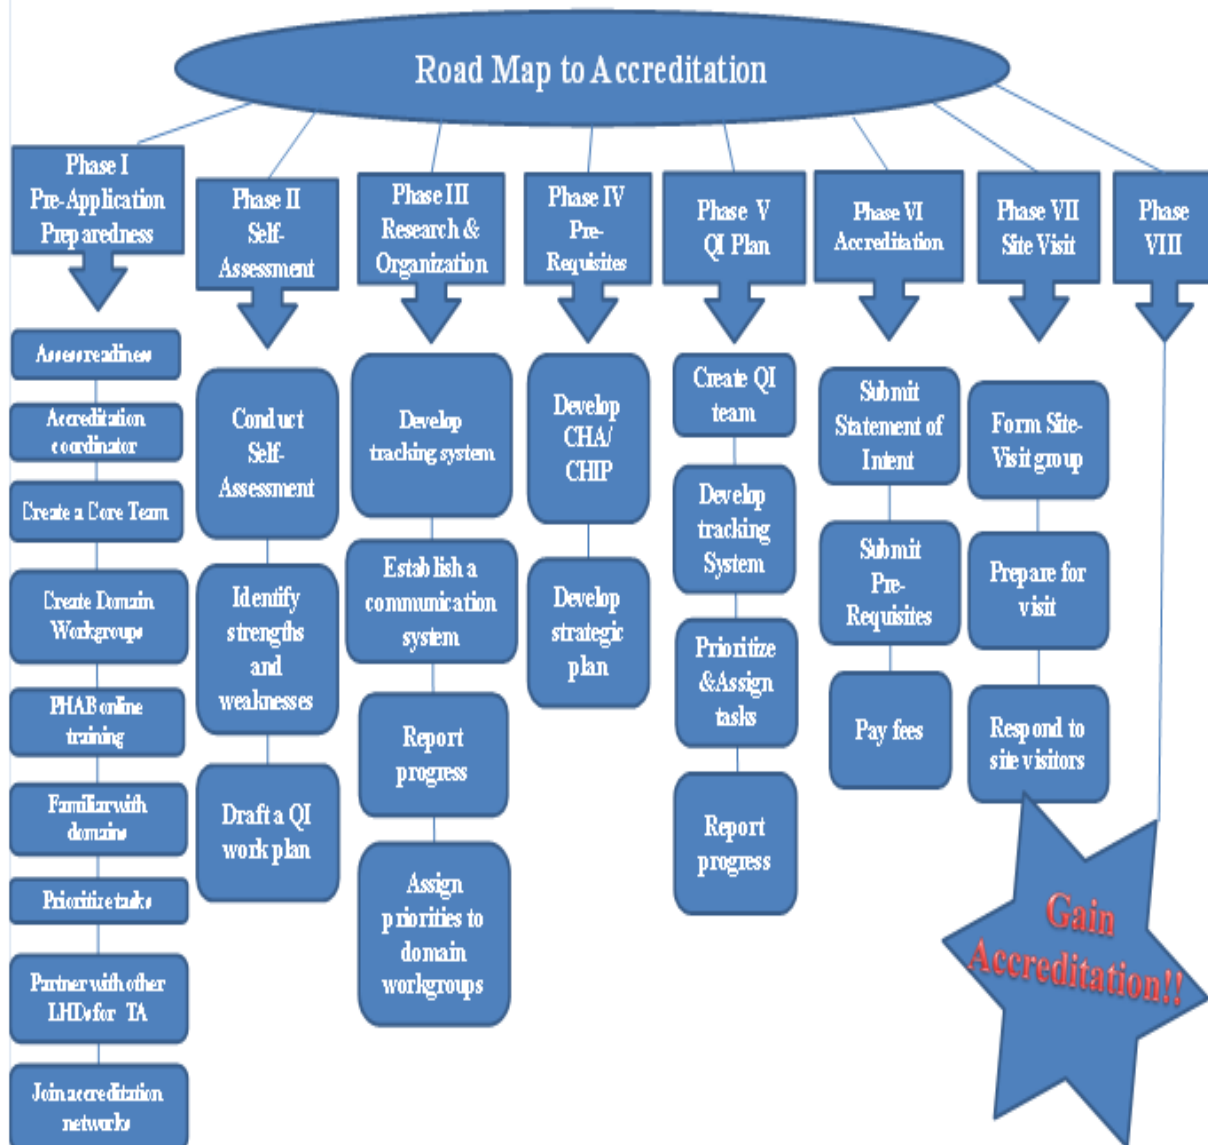 Road Map to Accreditation
Phase I
Pre-Application
Preparedness
Assess readiness
Accreditation
coordinator
Create a Core Team
Create Domain
Workgroups
PHAB online
training
Familiar with
domains
Prioritize tasks
Partner with other
LHDs for TA
Join accreditation
networks
Phase II
Self-
Assessment
Conduct
Self-
Assessment
Identify
strengths
and
weaknesses
Draft a QI
work plan
Phase III
Research &
Organization
Develop
tracking system
Establish a
communication
system
Report
progress
Assign
priorities to
domain
workgroups
Phase IV
Pre-
Requisites
Develop
CHA/
CHIP
Develop
strategic
plan
Phase V
QI Plan
Create QI
team
Develop
tracking
System
Prioritize
&Assign
tasks
Report
progress
Phase VI
Accreditation
Submit
Statement of
Intent
Submit
Pre-
Requisites
Pay fees
Phase VII
Site Visit
Form Site-
Visit group
Prepare for
visit
Respond to
site visitors
Phase
VIII
Gain
Accreditation!!